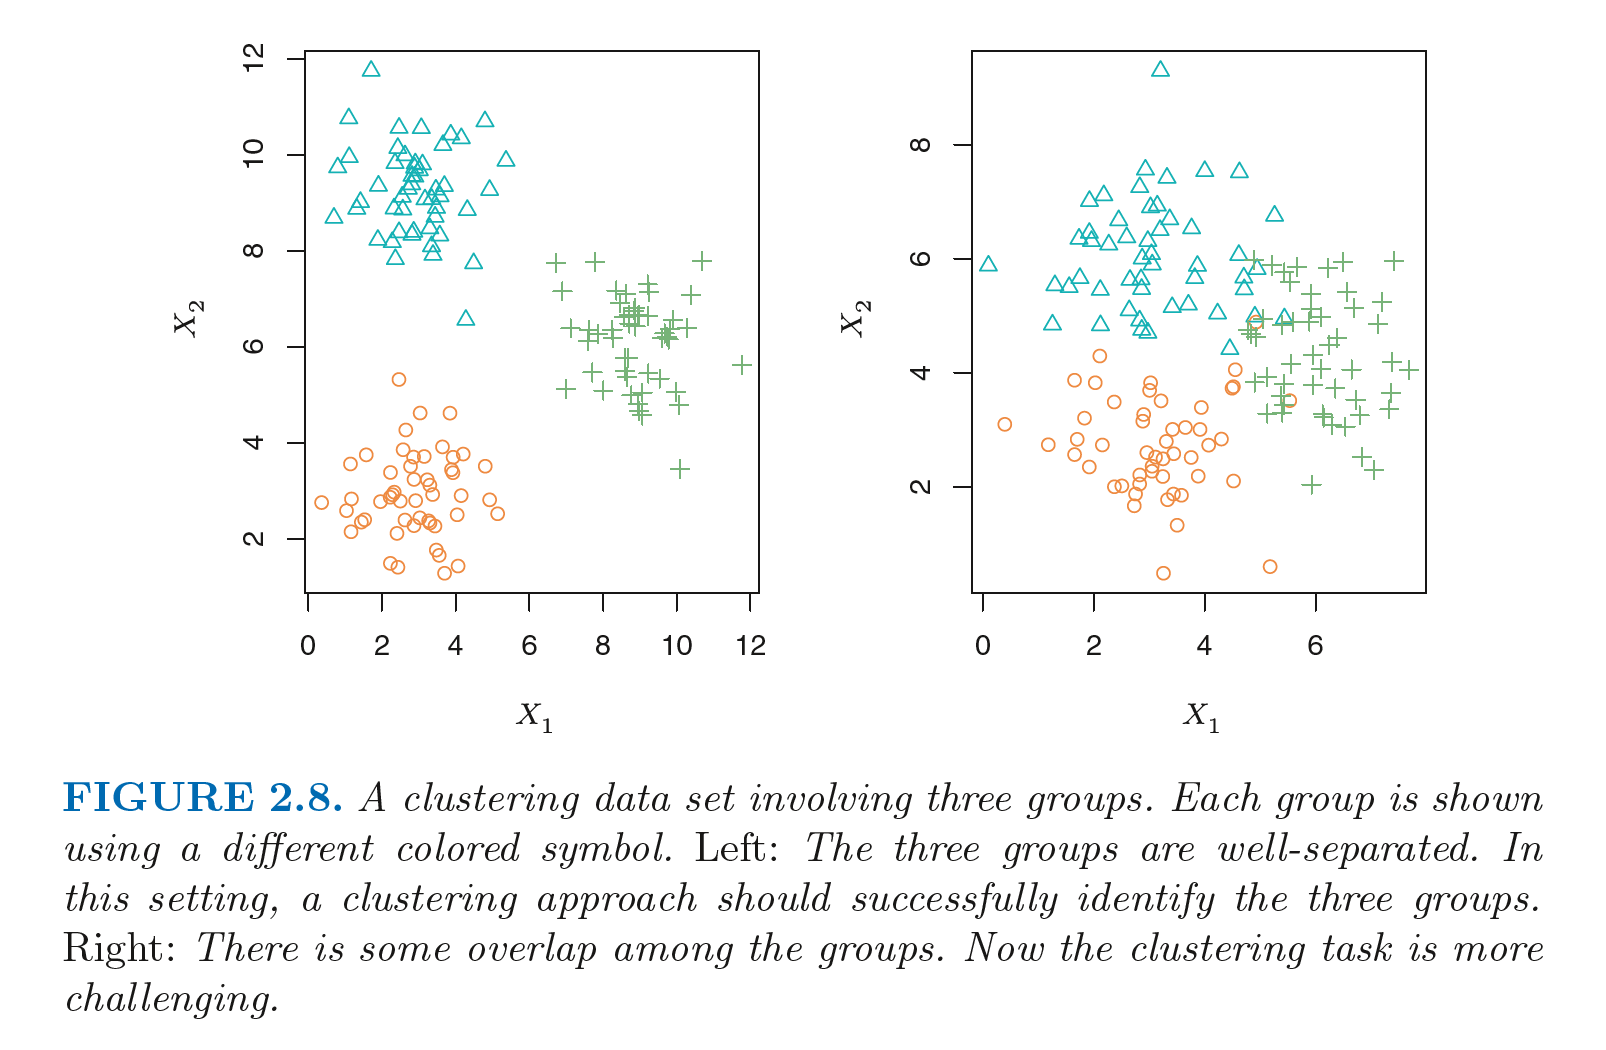 12
10
8
6
4
2
X2
0 2 4 6 8 10 12
X1
8
6
4
2
X2
0 2 4 6
X1
FIGURE 2.8. A clustering data set involving three groups. Each group is shown
using a different colored symbol. Left: The three groups are well-separated. In
this setting, a clustering approach should successfully identify the three groups.
Right: There is some overlap among the groups. Now the clustering task is more
challenging.